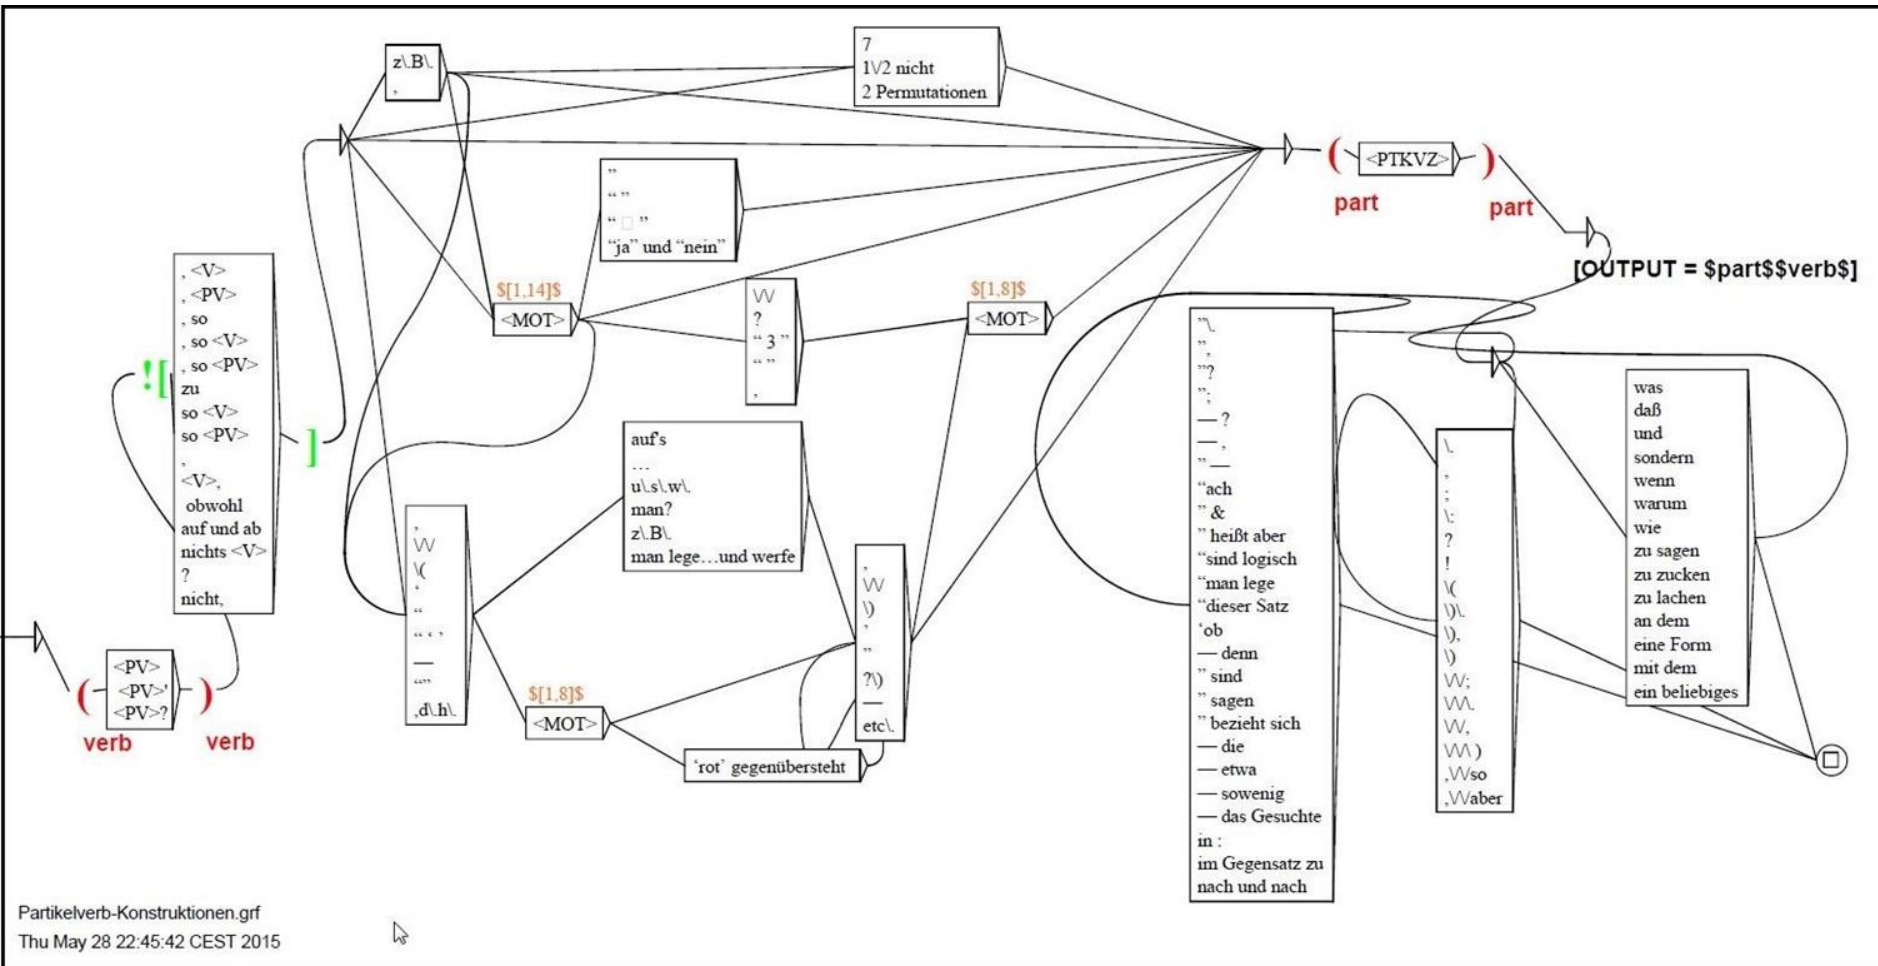 z\.B\.
,
7
1\/2 nicht
2 Permutationen
(
<PTKVZ>
)
part
part
[OUTPUT = $part$$verb$]
”
“ ”
“ □ ”
“ja” und “nein”
$[1,14]$
<MOT>
\/\/
?
“ 3 ”
“ ”
,
$[1,8]$
<MOT>
![
, <V>
, <PV>
, so
, so <V>
, so <PV>
zu
so <V>
so <PV>
,
<V>,
obwohl
auf und ab
nichts <V>
?
nicht,
]
(
<PV>
<PV>'
<PV>?
)
verb
verb
,
\/\/
\(
‘
“
“ ‘ ’
—
“”
,d\.h\.
auf's
…
u\.s\.w\.
man?
z\.B\.
man lege…und werfe
$[1,8]$
<MOT>
‘rot’ gegenübersteht
,
\/\/
\)
’
”
?\)
—
etc\.
”\.
”,
”?
”;
— ?
— ,
” —
“ach
” &
” heißt aber
“sind logisch
“man lege
“dieser Satz
‘ob
— denn
” sind
” sagen
” bezieht sich
— die
— etwa
— sowenig
— das Gesuchte
in :
im Gegensatz zu
nach und nach
\.
,
;
\:
?
!
\(
\)\.
\),
\)
\/\/;
\/\/\.
\/\/,
\/\/\ )
,\/\/so
,\/\/aber
was
daß
und
sondern
wenn
warum
wie
zu sagen
zu zucken
zu lachen
an dem
eine Form
mit dem
ein beliebiges
Partikelverb-Konstruktionen.grf
Thu May 28 22:45:42 CEST 2015